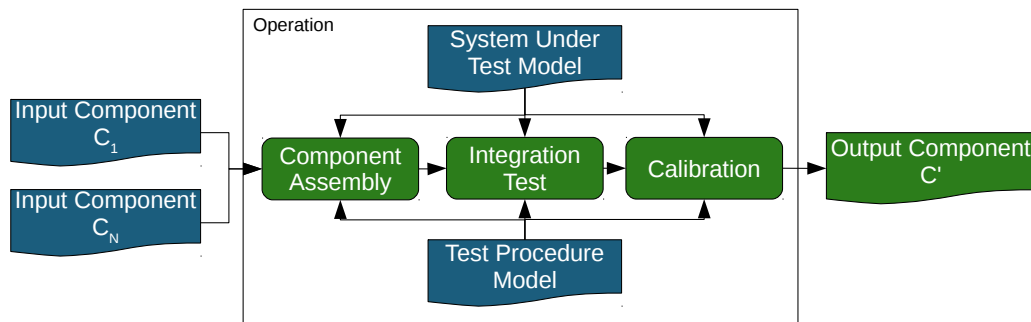 Operation
System Under
Test Model
Input Component
C1
Input Component
CN
Component
Assembly
Integration
Test
Calibration
Output Component
C'
Test Procedure
Model